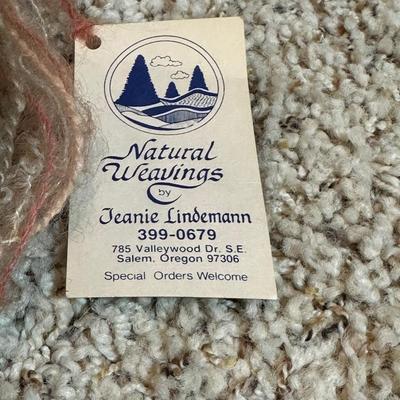 Natural
Weavings
by
Jeanie Lindemann
399-0679
785 Valleywood Dr. S.E.
Salem, Oregon 97306
Special Orders Welcome